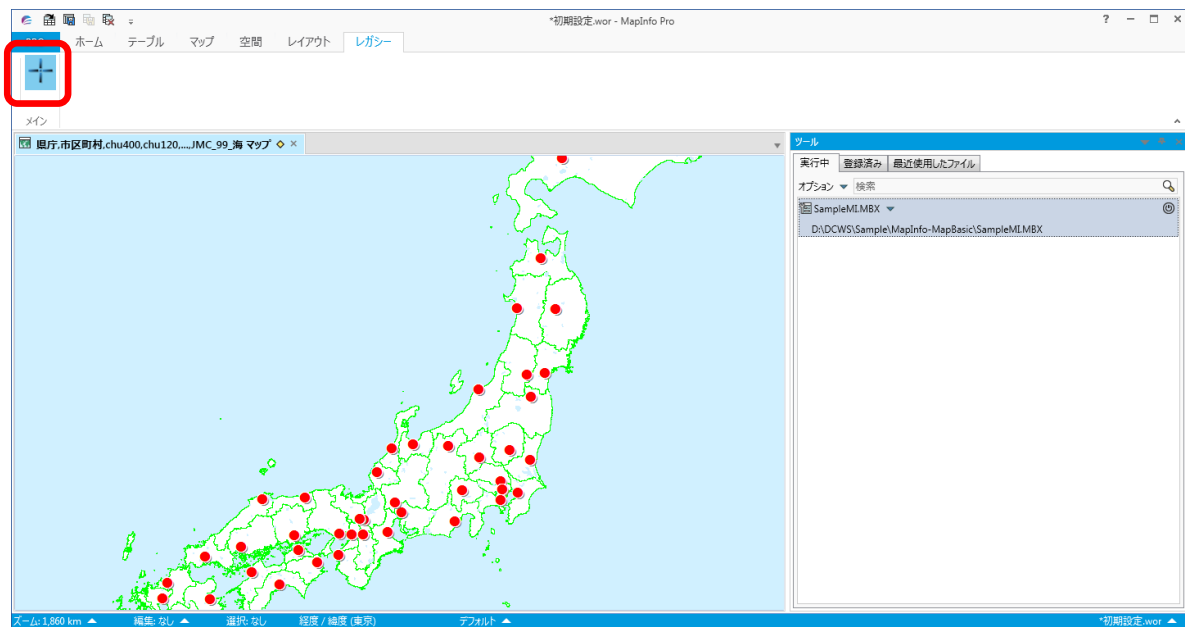 *初期設定.wor - MapInfo Pro
? 
PRO ホーム テーブル マップ 空間 レイアウト レガシー
メイン
県庁,市区町村,chu400,chu120,...,JMC_99_海 マップ
ツール
実行中 登録済み 最近使用したファイル
オプション 検索
SampleMI.MBX
D:\DCWS\Sample\MapInfo-MapBasic\SampleMI.MBX
ズーム: 1,860 km 編集: なし 選択: なし 経度 / 緯度 (東京) デフォルト *初期設定.wor